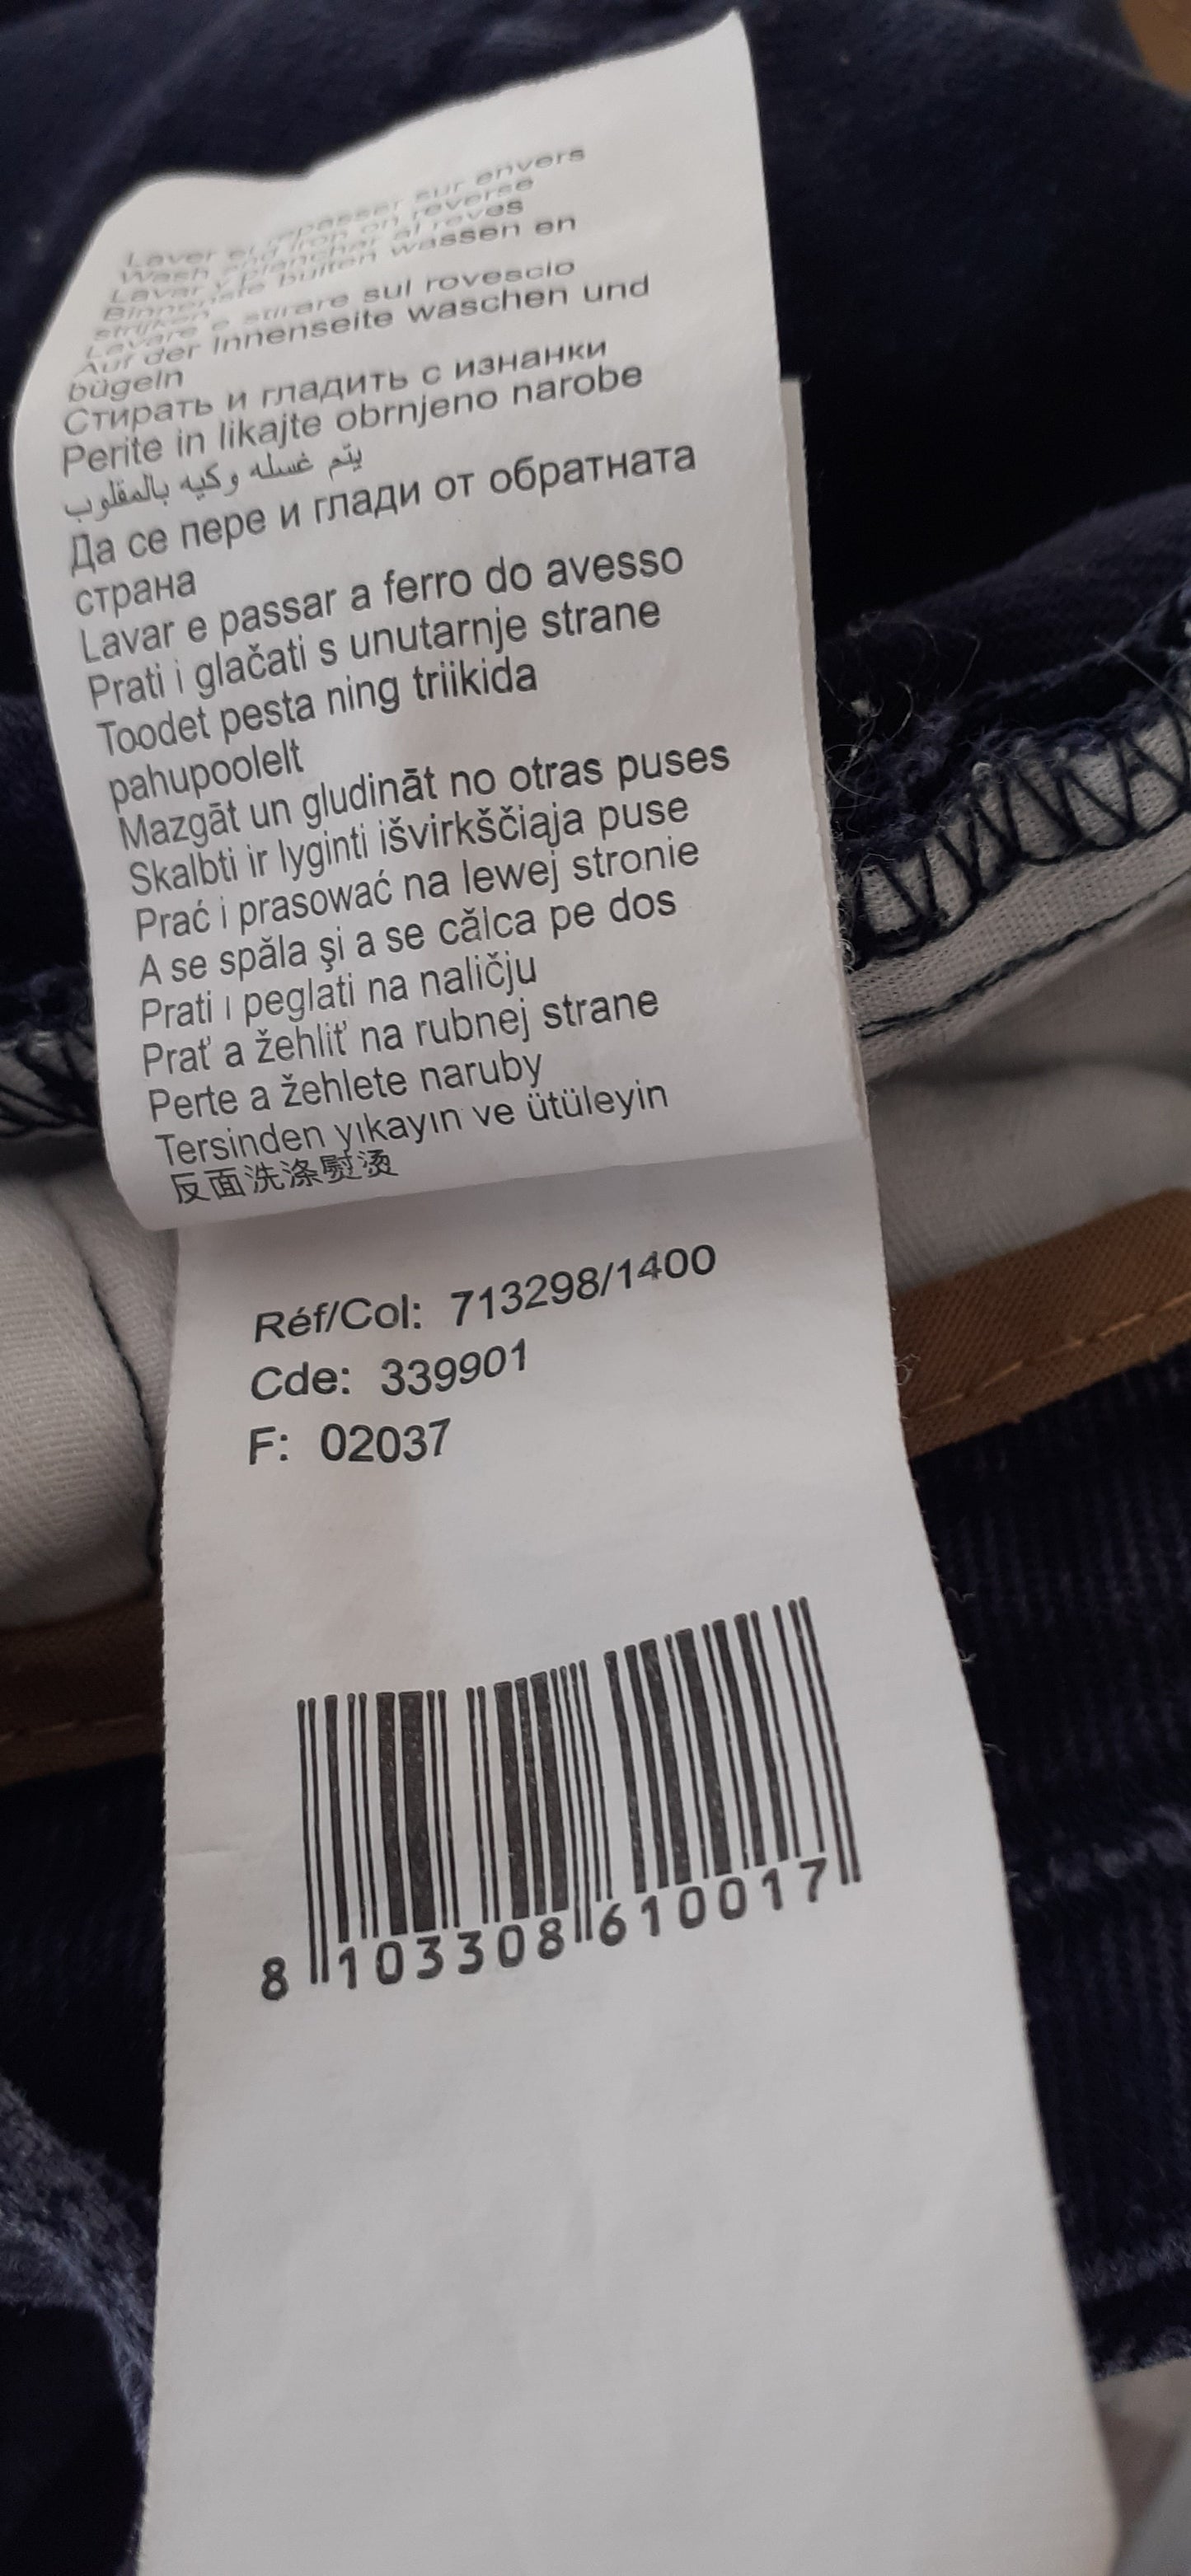 Laver et repasser sur envers
Wash and iron on reverse
Lavar y planchar al reves
Binnenste buiten wassen en
strijken
Lavare e stirare sul rovescio
Auf der Innenseite waschen und
bügeln
Стирать и гладить с изнанки
Perite in likajte obrnjeno narobe
يتم غسله وكيه بالمقلوب
Да се пере и глади от обратната
страна
Lavar e passar a ferro do avesso
Prati i glačati s unutarnje strane
Toodet pesta ning triikida
pahupoolelt
Mazgāt un gludināt no otras puses
Skalbti ir lyginti išvirkščiąja puse
Prać i prasować na lewej stronie
A se spăla şi a se călca pe dos
Prati ı peglati na naličju
Prať a žehliť na rubnej strane
Perte a žehlete naruby
Tersinden yıkayın ve ütüleyin
反面洗涤熨烫
Réf/Col: 713298/1400
Cde: 339901
F: 02037
8 103308 610017